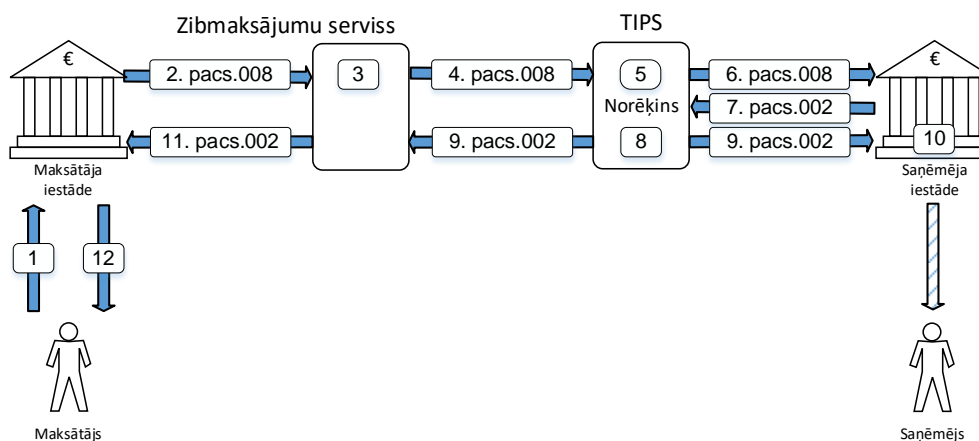 Zibmaksājumu serviss
TIPS
€
2. pacs.008
3
4. pacs.008
5
6. pacs.008
€
Norēķins
7. pacs.002
11. pacs.002
9. pacs.002
8
9. pacs.002
10
Maksātāja
iestāde
Saņēmēja
iestāde
1
12
Maksātājs
Saņēmējs